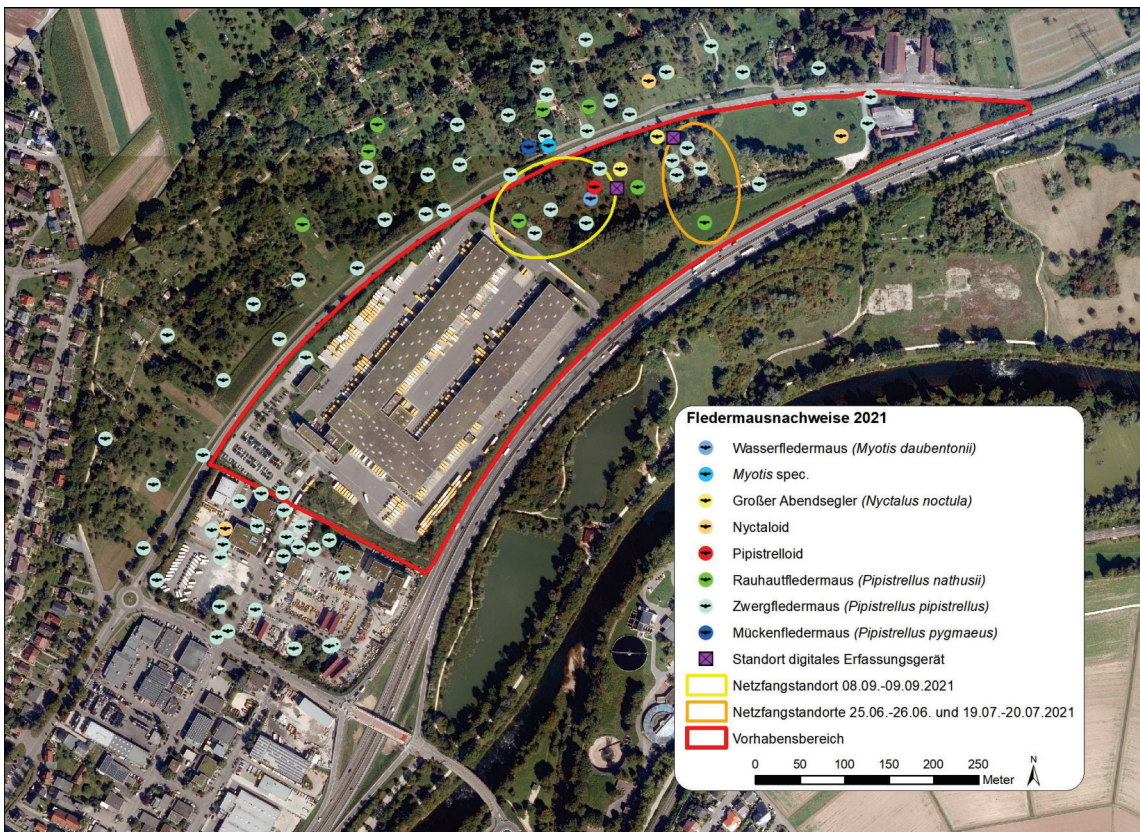 Fledermausnachweise 2021
Wasserfledermaus (Myotis daubentonii)
Myotis spec.
Großer Abendsegler (Nyctalus noctula)
Nyctaloid
Pipistrelloid
Rauhautfledermaus (Pipistrellus nathusii)
Zwergfledermaus (Pipistrellus pipistrellus)
Mückenfledermaus (Pipistrellus pygmaeus)
Standort digitales Erfassungsgerät
Netzfangstandort 08.09.-09.09.2021
Netzfangstandorte 25.06.-26.06. und 19.07.-20.07.2021
Vorhabensbereich
N
0 50 100 150 200 250
Meter